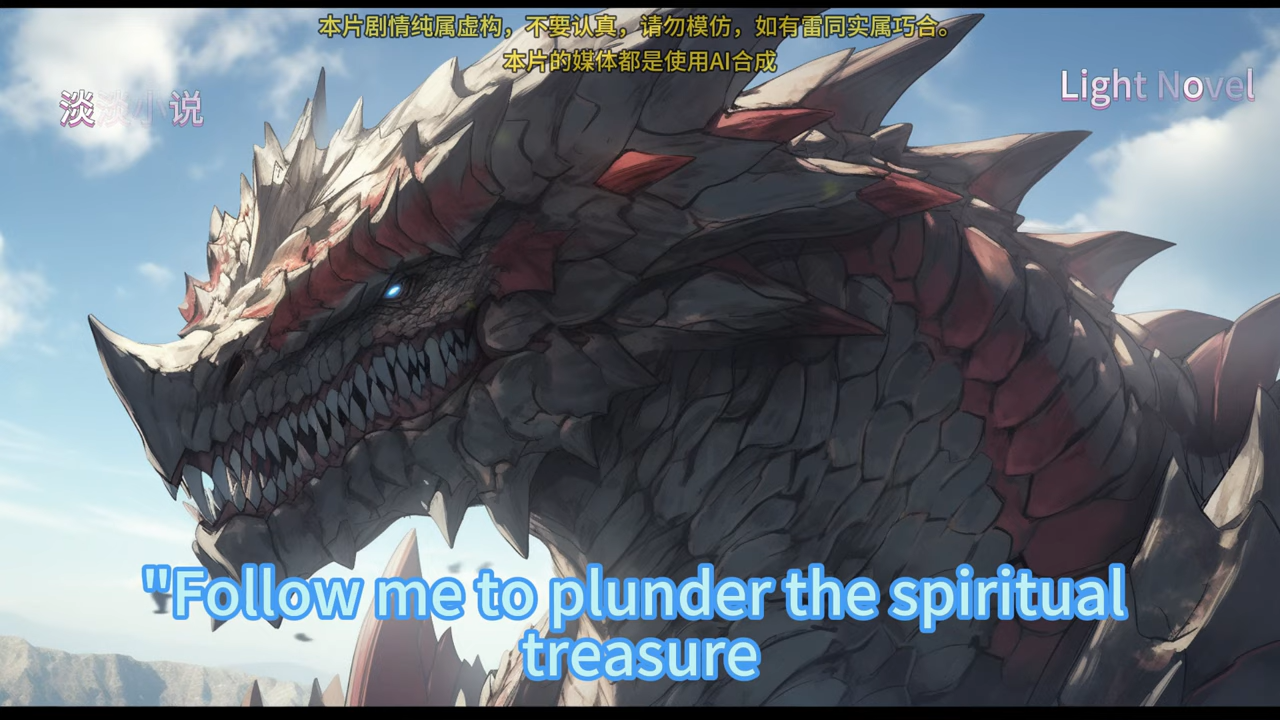 本片剧情纯属虚构，不要认真，请勿模仿，如有雷同实属巧合。
本片的媒体都是使用AI合成
淡淡小说
Light Novel
"Follow me to plunder the spiritual
treasure